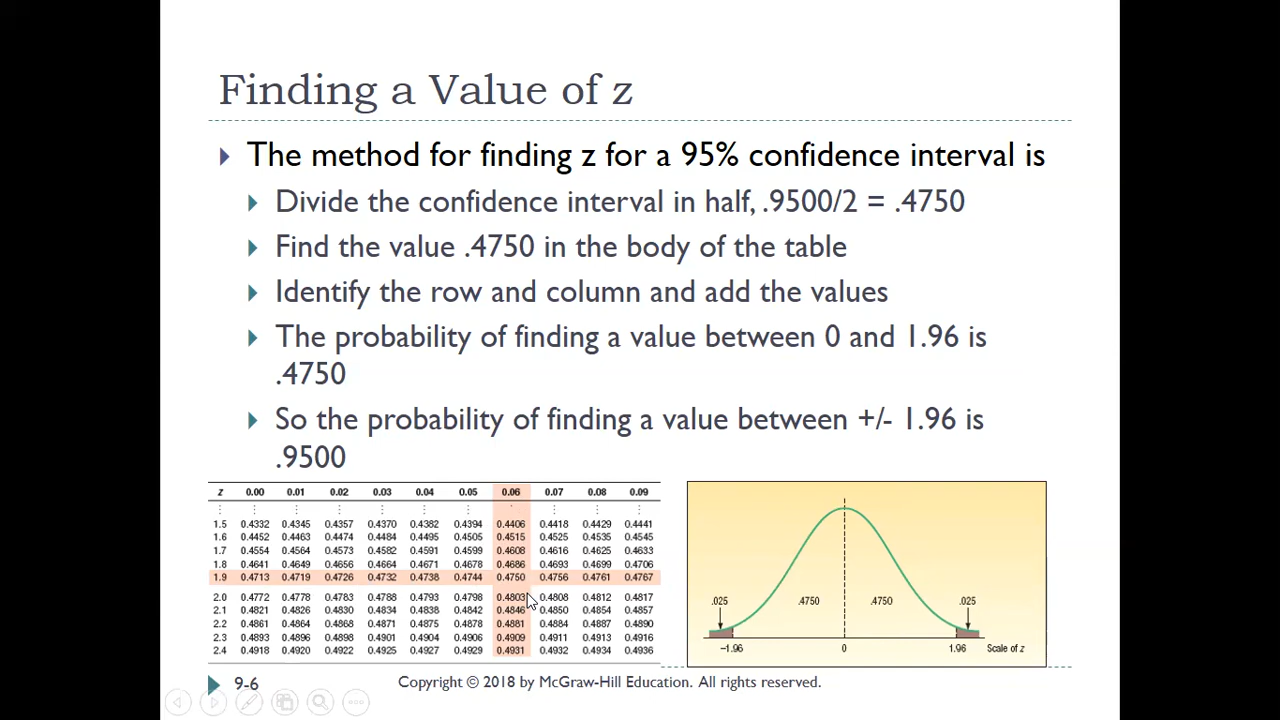 Finding a Value of z
The method for finding z for a 95% confidence interval is
Divide the confidence interval in half, .9500/2 = .4750
Find the value .4750 in the body of the table
Identify the row and column and add the values
The probability of finding a value between 0 and 1.96 is
.4750
So the probability of finding a value between +/- 1.96 is
.9500
z 0.00 0.01 0.02 0.03 0.04 0.05 0.06 0.07 0.08 0.09
1.5 0.4332 0.4345 0.4357 0.4370 0.4382 0.4394 0.4406 0.4418 0.4429 0.4441
1.6 0.4452 0.4463 0.4474 0.4484 0.4495 0.4505 0.4515 0.4525 0.4535 0.4545
1.7 0.4554 0.4564 0.4573 0.4582 0.4591 0.4599 0.4608 0.4616 0.4625 0.4633
1.8 0.4641 0.4649 0.4656 0.4664 0.4671 0.4678 0.4686 0.4693 0.4699 0.4706
1.9 0.4713 0.4719 0.4726 0.4732 0.4738 0.4744 0.4750 0.4756 0.4761 0.4767
2.0 0.4772 0.4778 0.4783 0.4788 0.4793 0.4798 0.4803 0.4808 0.4812 0.4817
2.1 0.4821 0.4826 0.4830 0.4834 0.4838 0.4842 0.4846 0.4850 0.4854 0.4857
2.2 0.4861 0.4864 0.4868 0.4871 0.4875 0.4878 0.4881 0.4884 0.4887 0.4890
2.3 0.4893 0.4896 0.4898 0.4901 0.4904 0.4906 0.4909 0.4911 0.4913 0.4916
2.4 0.4918 0.4920 0.4922 0.4925 0.4927 0.4929 0.4931 0.4932 0.4934 0.4936
.025 .4750 .4750 .025
−1.96 0 1.96 Scale of z
9-6 Copyright © 2018 by McGraw-Hill Education. All rights reserved.